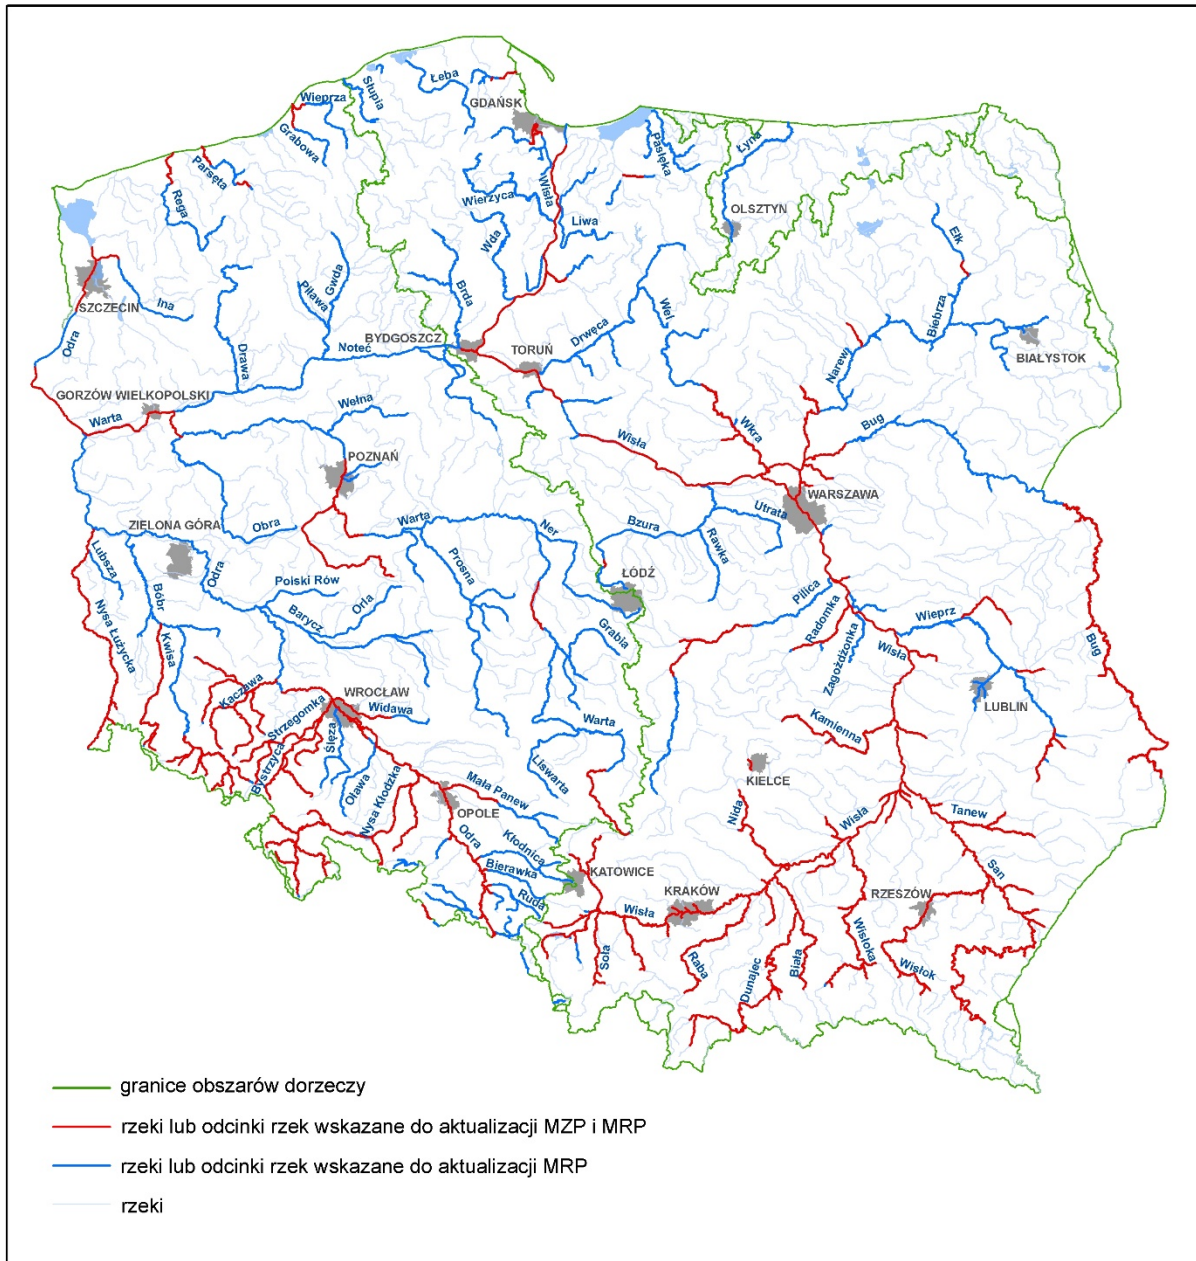 Łeba
Słupia
Wieprza
GDAŃSK
Grabowa
Pasłęka
Łyna
Parsęta
Wisła
Rega
Wierzyca
Liwa
OLSZTYN
Wda
Ełk
Gwda
Piława
Brda
Wel
SZCZECIN
Ina
Odra
BYDGOSZCZ
TORUŃ
Drwęca
Biebrza
BIAŁYSTOK
Noteć
Drawa
Narew
GORZÓW WIELKOPOLSKI
Wełna
Warta
Wkra
Bug
Wisła
POZNAŃ
WARSZAWA
Utrata
ZIELONA GÓRA
Obra
Warta
Ner
Bzura
Rawka
Lubsza
Odra
Prosna
ŁÓDŹ
Bóbr
Polski Rów
Orla
Pilica
Barycz
Radomka
Wieprz
Nysa Łużycka
Kwisa
Grabia
Zagożdżonka
Wisła
Bug
Kaczawa
WROCŁAW
Widawa
LUBLIN
Strzegomka
Ślęza
Warta
Kamienna
Bystrzyca
Oława
Nysa Kłodzka
Liswarta
KIELCE
Mała Panew
OPOLE
Nida
Wisła
Tanew
Odra
Kłodnica
Bierawka
KATOWICE
San
Ruda
KRAKÓW
RZESZÓW
Wisła
Wisłoka
Soła
Raba
Dunajec
Biała
Wisłok
granice obszarów dorzeczy
rzeki lub odcinki rzek wskazane do aktualizacji MZP i MRP
rzeki lub odcinki rzek wskazane do aktualizacji MRP
rzeki